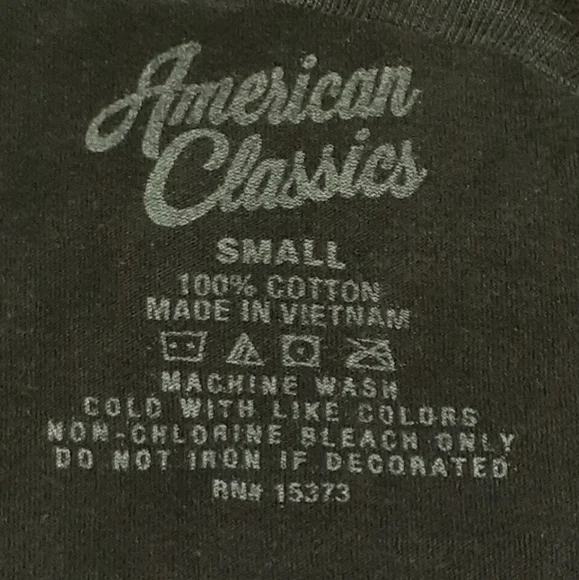 American
Classics
SMALL
100% COTTON
MADE IN VIETNAM
MACHINE WASH
COLD WITH LIKE COLORS
NON-CHLORINE BLEACH ONLY
DO NOT IRON IF DECORATED
RN# 15373